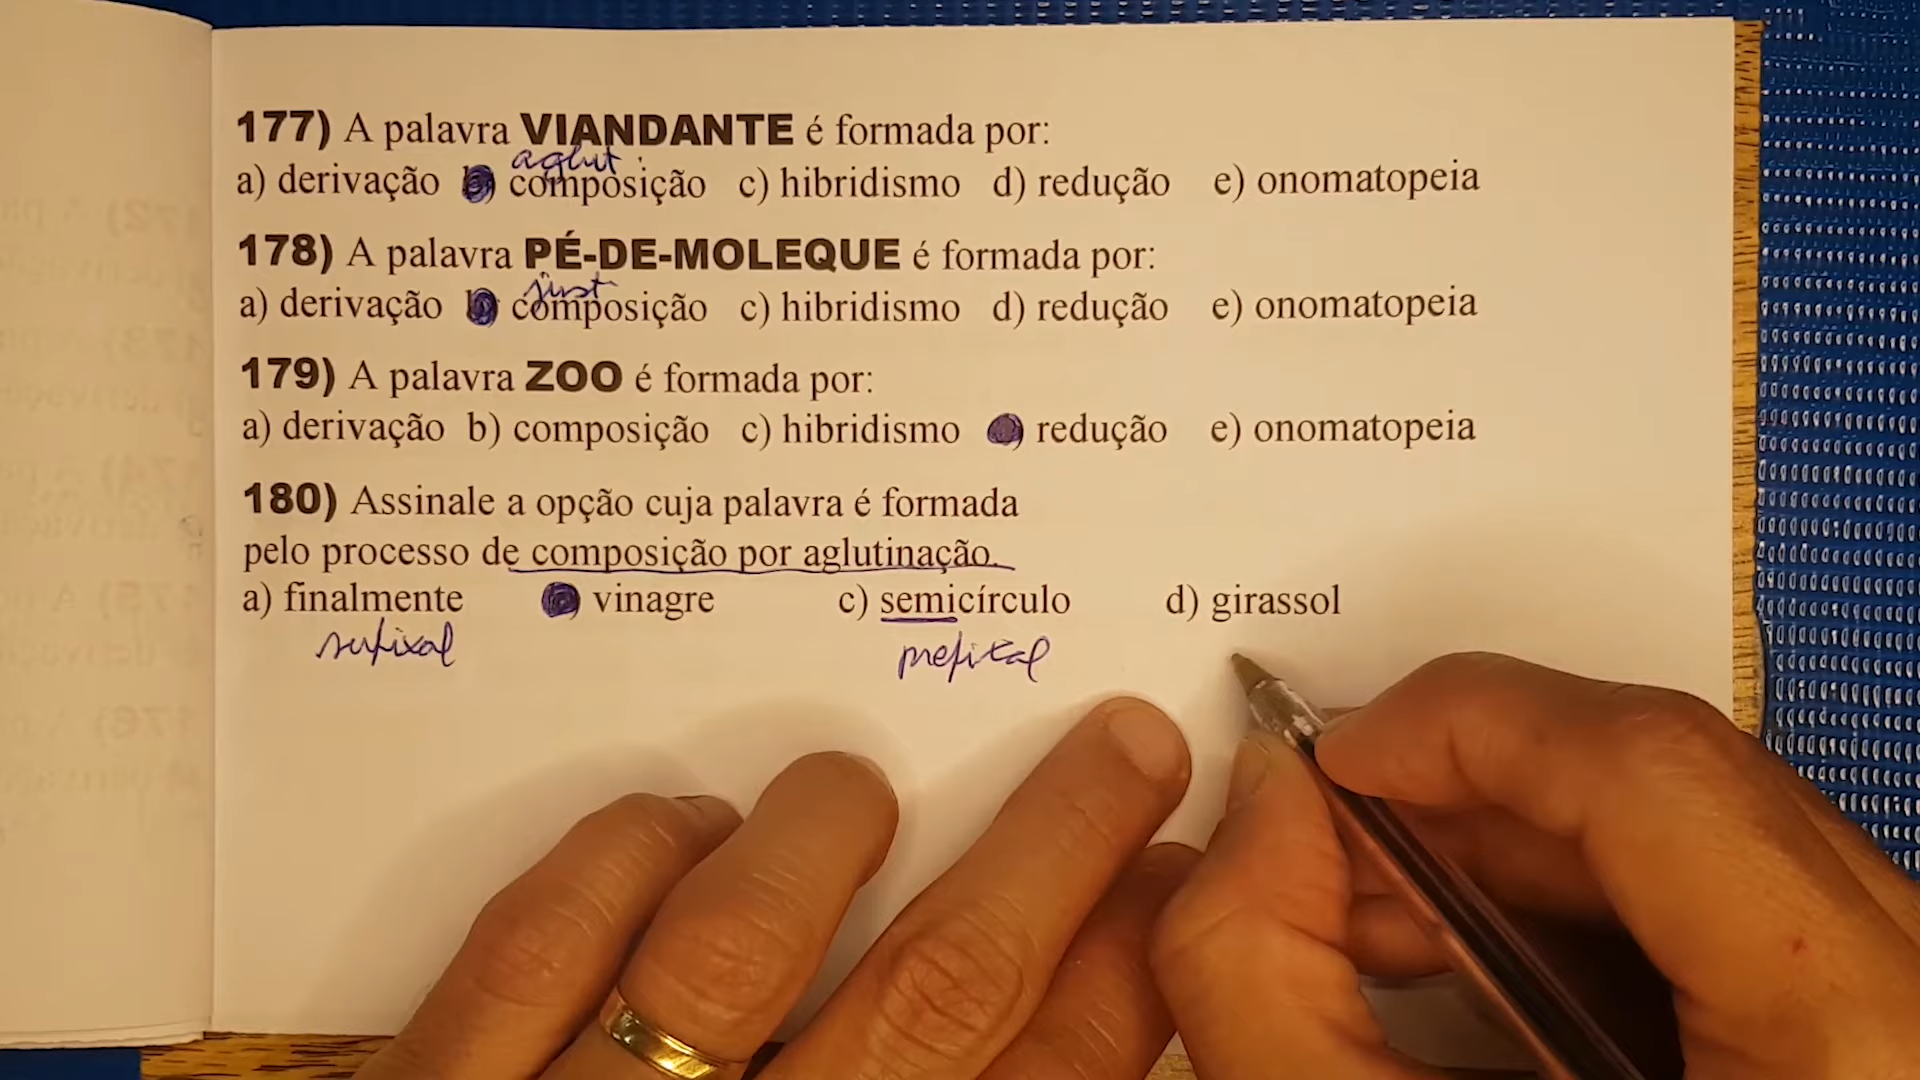 177) A palavra VIANDANTE é formada por:
aglut.
a) derivação b) composição c) hibridismo d) redução e) onomatopeia
178) A palavra PÉ-DE-MOLEQUE é formada por:
just
a) derivação b) composição c) hibridismo d) redução e) onomatopeia
179) A palavra ZOO é formada por:
a) derivação b) composição c) hibridismo ) redução e) onomatopeia
180) Assinale a opção cuja palavra é formada
pelo processo de composição por aglutinação.
a) finalmente ) vinagre c) semicírculo d) girassol
sufixal prefixal